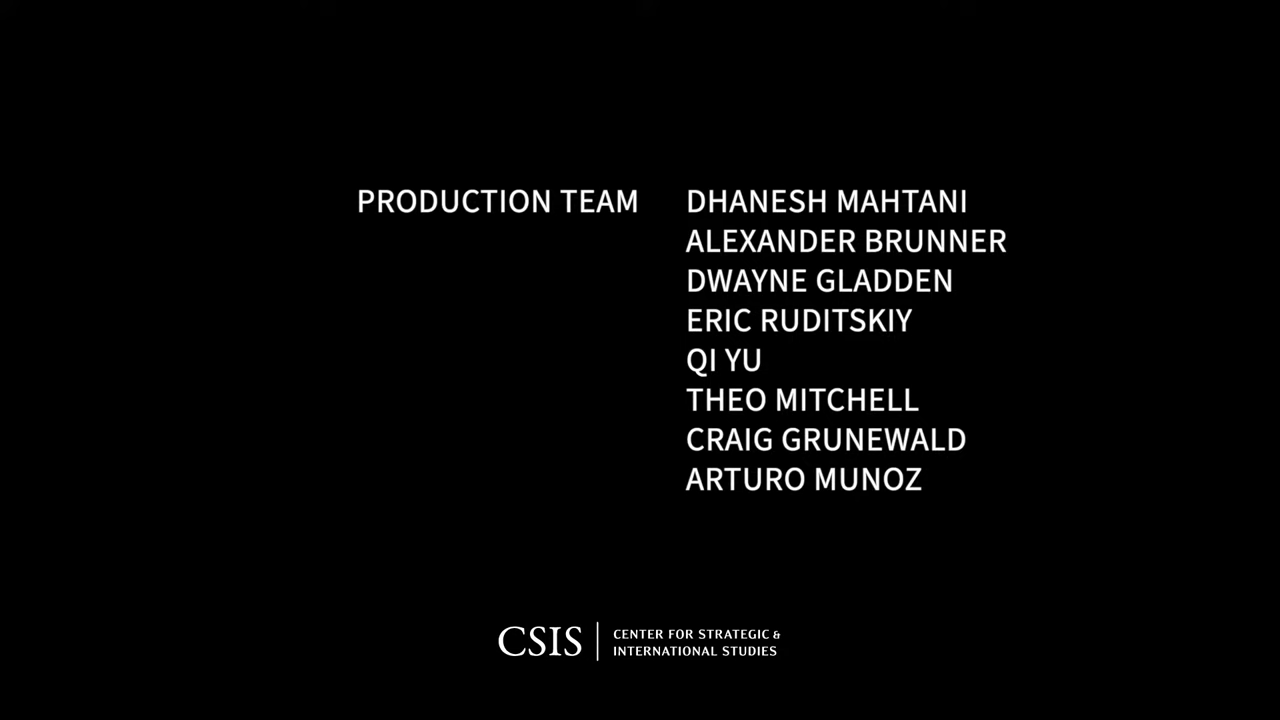 PRODUCTION TEAM DHANESH MAHTANI
ALEXANDER BRUNNER
DWAYNE GLADDEN
ERIC RUDITSKIY
QI YU
THEO MITCHELL
CRAIG GRUNEWALD
ARTURO MUNOZ
CSIS CENTER FOR STRATEGIC &
INTERNATIONAL STUDIES